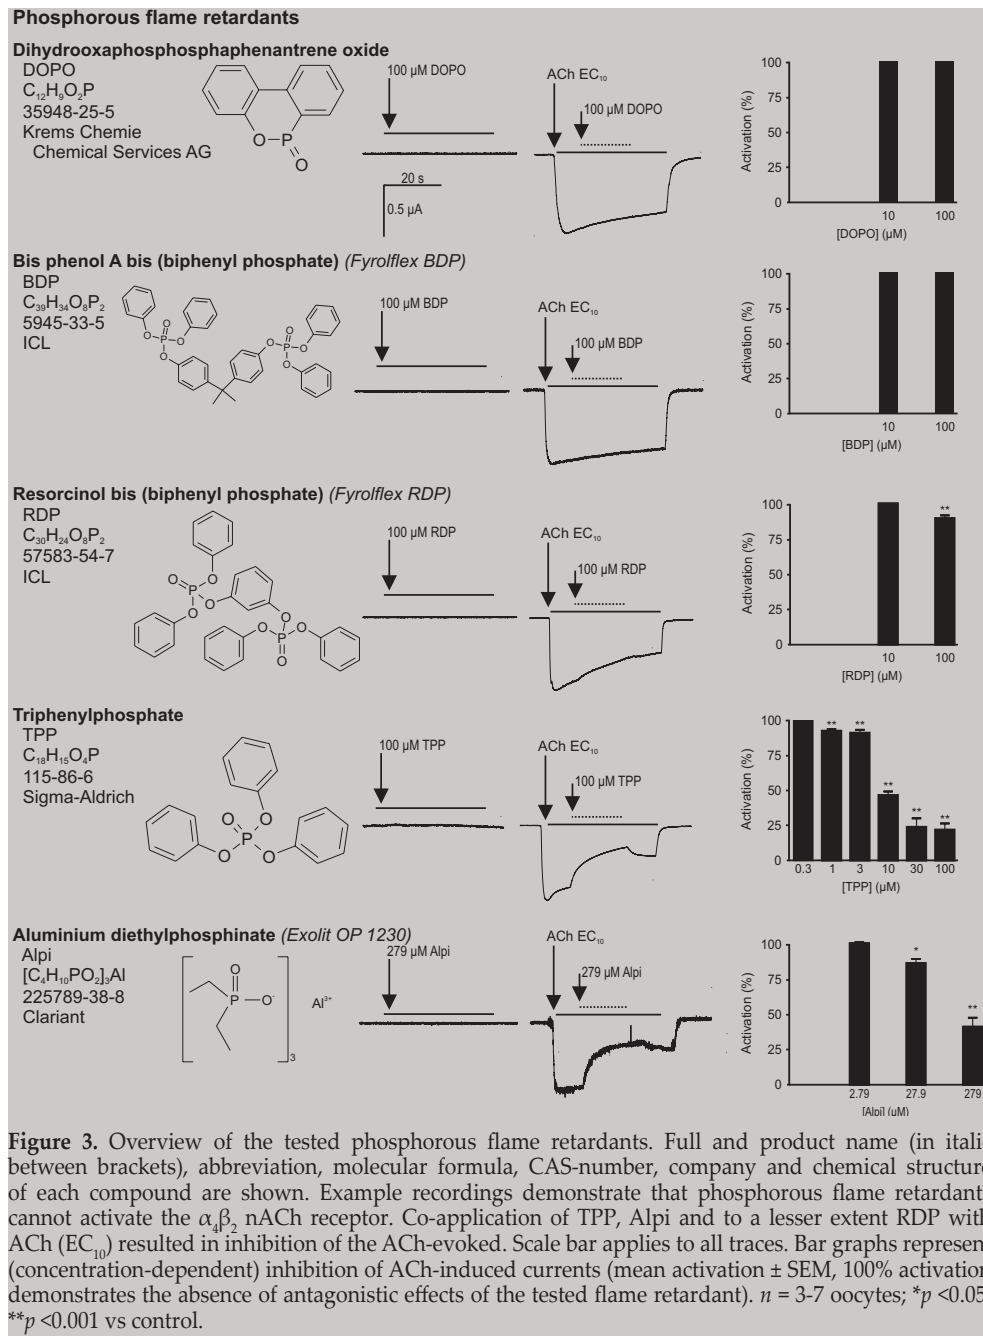 Phosphorous flame retardants
Dihydrooxaphosphosphaphenantrene oxide
DOPO
C₁₂H₉O₂P
35948-25-5
Krems Chemie
Chemical Services AG
O
P
O
100 µM DOPO
20 s
0.5 µA
ACh EC₁₀
100 µM DOPO
Activation (%)
100
75
50
25
0
10 100
[DOPO] (µM)
Bis phenol A bis (biphenyl phosphate) (Fyrolflex BDP)
BDP
C₃₉H₃₄O₈P₂
5945-33-5
ICL
O
O P O
O
O
O P O
O
100 µM BDP
ACh EC₁₀
100 µM BDP
Activation (%)
100
75
50
25
0
10 100
[BDP] (µM)
Resorcinol bis (biphenyl phosphate) (Fyrolflex RDP)
RDP
C₃₀H₂₄O₈P₂
57583-54-7
ICL
O O
P
O O
O
O P O
O
100 µM RDP
ACh EC₁₀
100 µM RDP
Activation (%)
100
75
50
25
0
**
10 100
[RDP] (µM)
Triphenylphosphate
TPP
C₁₈H₁₅O₄P
115-86-6
Sigma-Aldrich
O O
P
O O
100 µM TPP
ACh EC₁₀
100 µM TPP
Activation (%)
100
75
50
25
0
** ** ** ** **
0.3 1 3 10 30 100
[TPP] (µM)
Aluminium diethylphosphinate (Exolit OP 1230)
Alpi
[C₄H₁₀PO₂]₃Al
225789-38-8
Clariant
O
P O⁻
3
Al³⁺
279 µM Alpi
ACh EC₁₀
279 µM Alpi
Activation (%)
100
75
50
25
0
* **
2.79 27.9 279
[Alpi] (µM)
Figure 3. Overview of the tested phosphorous flame retardants. Full and product name (in itali
between brackets), abbreviation, molecular formula, CAS-number, company and chemical structur
of each compound are shown. Example recordings demonstrate that phosphorous flame retardant
cannot activate the α₄β₂ nACh receptor. Co-application of TPP, Alpi and to a lesser extent RDP with
ACh (EC₁₀) resulted in inhibition of the ACh-evoked. Scale bar applies to all traces. Bar graphs represen
(concentration-dependent) inhibition of ACh-induced currents (mean activation ± SEM, 100% activation
demonstrates the absence of antagonistic effects of the tested flame retardant). n = 3-7 oocytes; *p <0.05
**p <0.001 vs control.